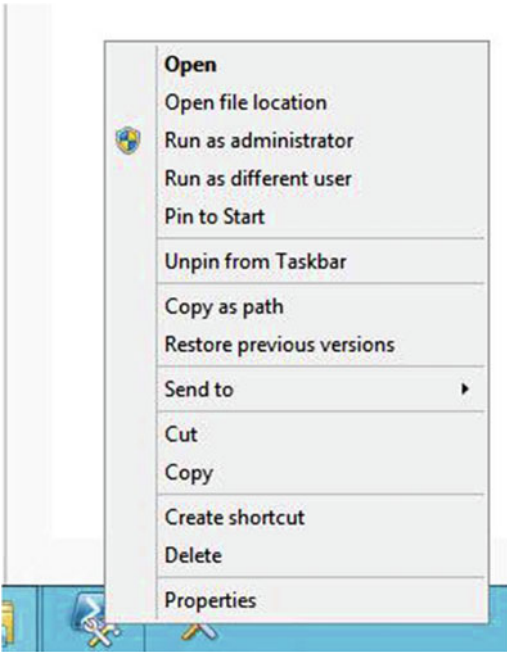 Open
Open file location
Run as administrator
Run as different user
Pin to Start
Unpin from Taskbar
Copy as path
Restore previous versions
Send to
Cut
Copy
Create shortcut
Delete
Properties